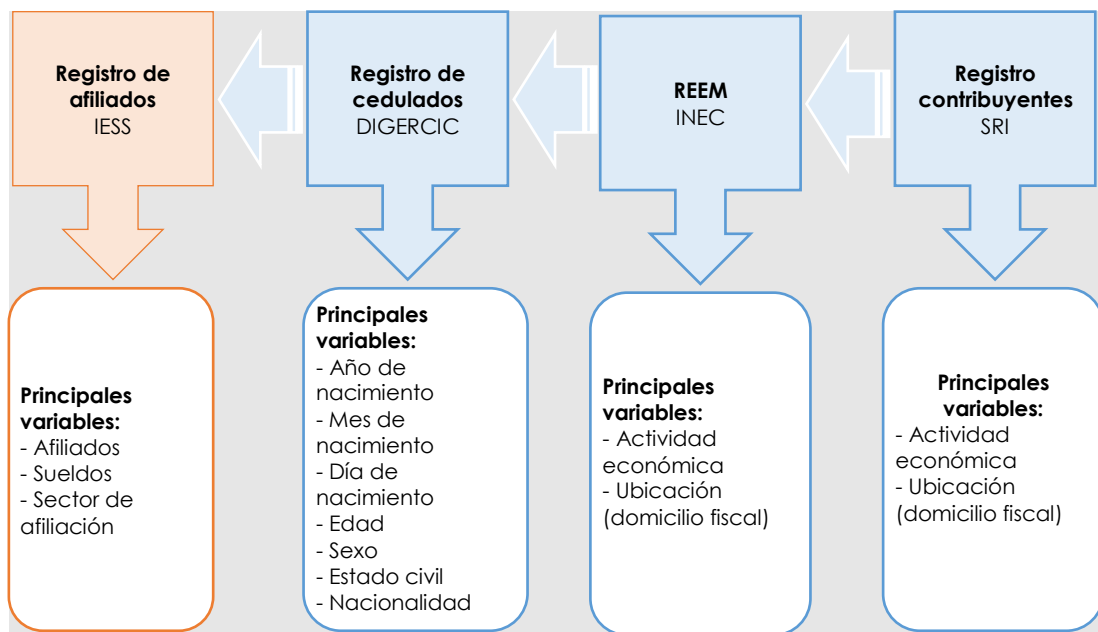 Registro de
afiliados
IESS
Registro de
cedulados
DIGERCIC
REEM
INEC
Registro
contribuyentes
SRI
Principales
variables:
- Afiliados
- Sueldos
- Sector de
afiliación
Principales
variables:
- Año de
nacimiento
- Mes de
nacimiento
- Día de
nacimiento
- Edad
- Sexo
- Estado civil
- Nacionalidad
Principales
variables:
- Actividad
económica
- Ubicación
(domicilio fiscal)
Principales
variables:
- Actividad
económica
- Ubicación
(domicilio fiscal)